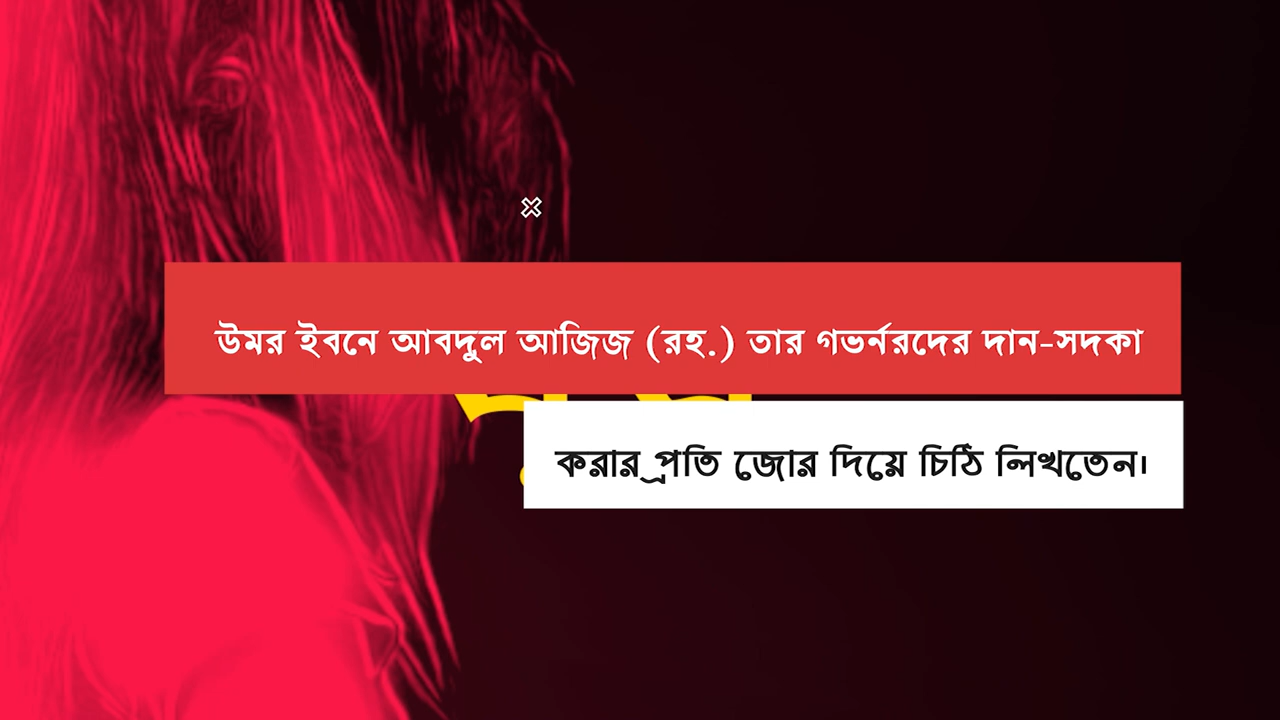 উমর ইবনে আবদুল আজিজ (রহ.) তার গভর্নরদের দান-সদকা
করার প্রতি জোর দিয়ে চিঠি লিখতেন।